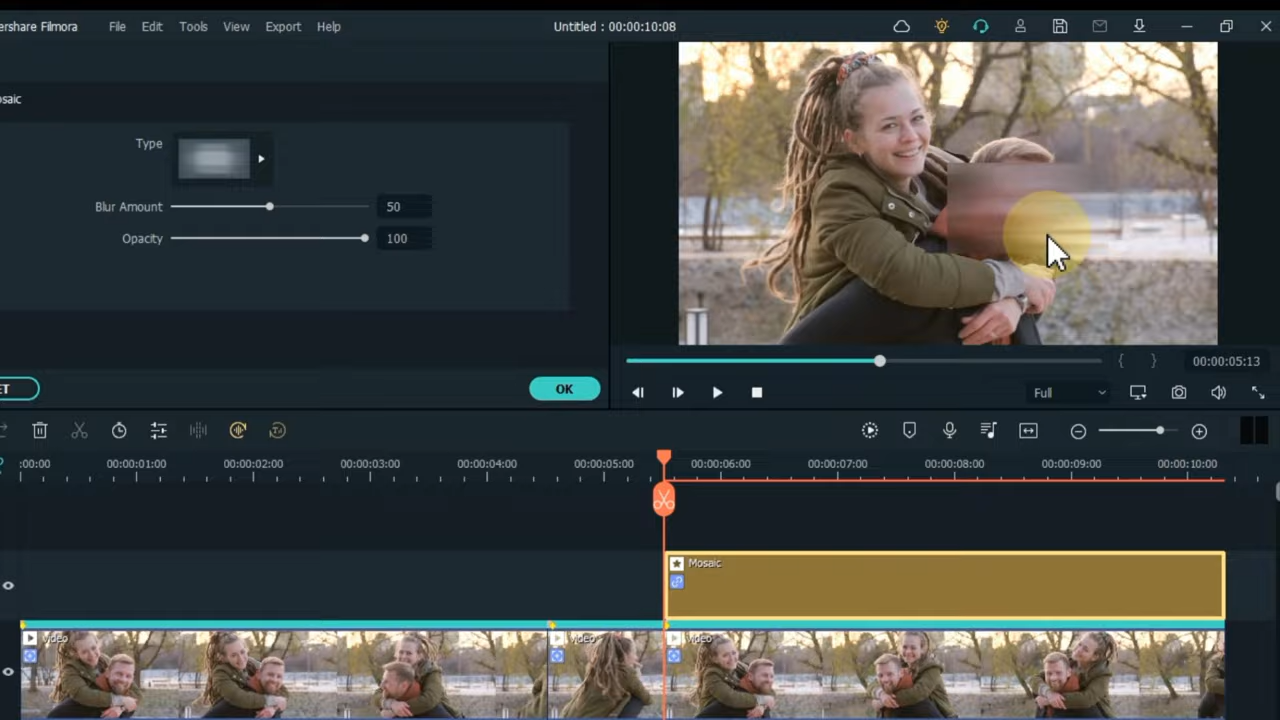 ershare Filmora File Edit Tools View Export Help Untitled : 00:00:10:08
osaic
Type
Blur Amount 50
Opacity 100
ET OK
00:00:05:13
Full
:00:00 00:00:01:00 00:00:02:00 00:00:03:00 00:00:04:00 00:00:05:00 00:00:06:00 00:00:07:00 00:00:08:00 00:00:09:00 00:00:10:00
Mosaic
video video video